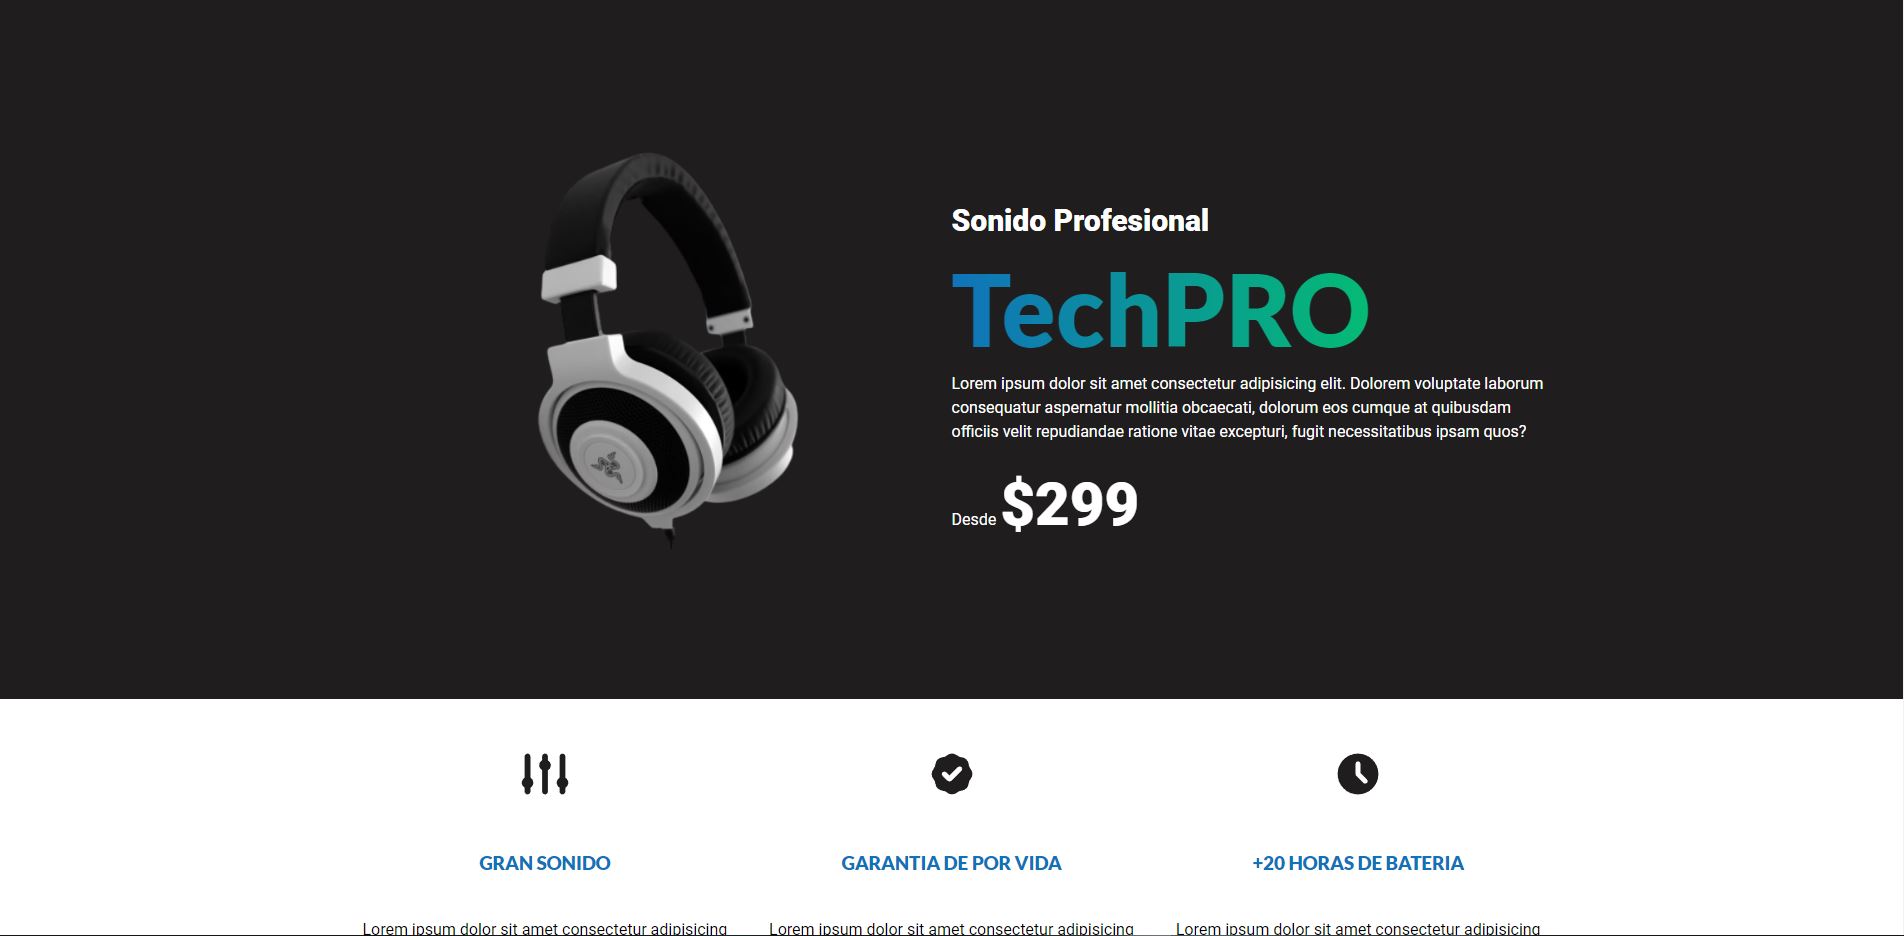 Sonido Profesional
TechPRO
Lorem ipsum dolor sit amet consectetur adipisicing elit. Dolorem voluptate laborum
consequatur aspernatur mollitia obcaecati, dolorum eos cumque at quibusdam
officiis velit repudiandae ratione vitae excepturi, fugit necessitatibus ipsam quos?
Desde $299
GRAN SONIDO
GARANTIA DE POR VIDA
+20 HORAS DE BATERIA
Lorem ipsum dolor sit amet consectetur adipisicing
Lorem ipsum dolor sit amet consectetur adipisicing
Lorem ipsum dolor sit amet consectetur adipisicing